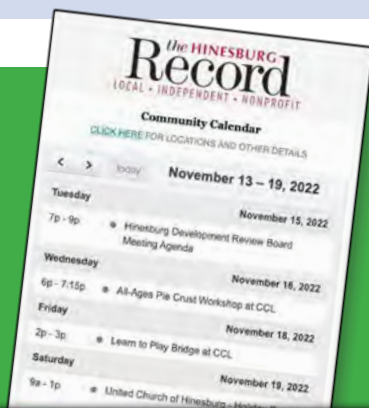 the HINESBURG
Record
LOCAL • INDEPENDENT • NONPROFIT
Community Calendar
CLICK HERE FOR LOCATIONS AND OTHER DETAILS
< > today November 13 – 19, 2022
Tuesday November 15, 2022
7p - 9p Hinesburg Development Review Board
Meeting Agenda
Wednesday November 16, 2022
6p - 7:15p All-Ages Pie Crust Workshop at CCL
Friday November 18, 2022
2p - 3p Learn to Play Bridge at CCL
Saturday November 19, 2022
9a - 1p United Church of Hinesburg - Holiday